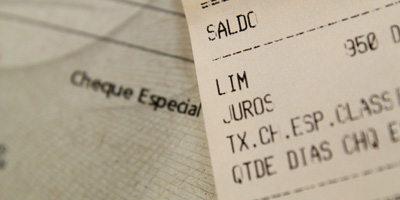 SALDO
950 D
LIM
JUROS
TX.CH.ESP.CLASS
QTDE DIAS CHQ E
Cheque Especial